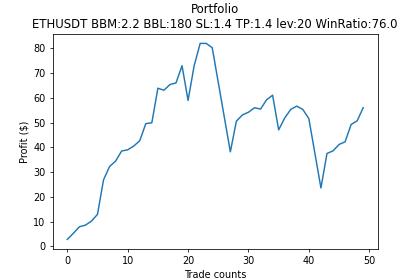 Portfolio
ETHUSDT BBM:2.2 BBL:180 SL:1.4 TP:1.4 lev:20 WinRatio:76.0
80
70
60
50
40
30
20
10
0
Profit ($)
0 10 20 30 40 50
Trade counts